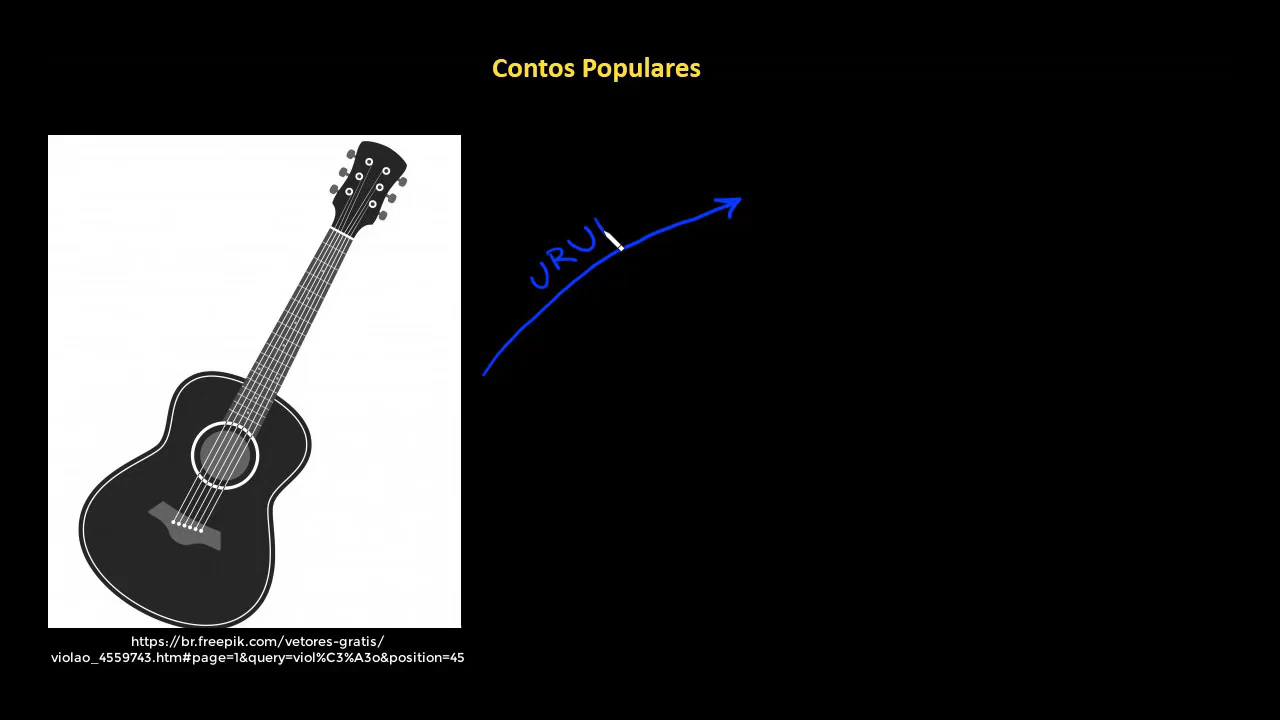 Contos Populares
URUI
https://br.freepik.com/vetores-gratis/
violao_4559743.htm#page=1&query=viol%C3%A3o&position=45